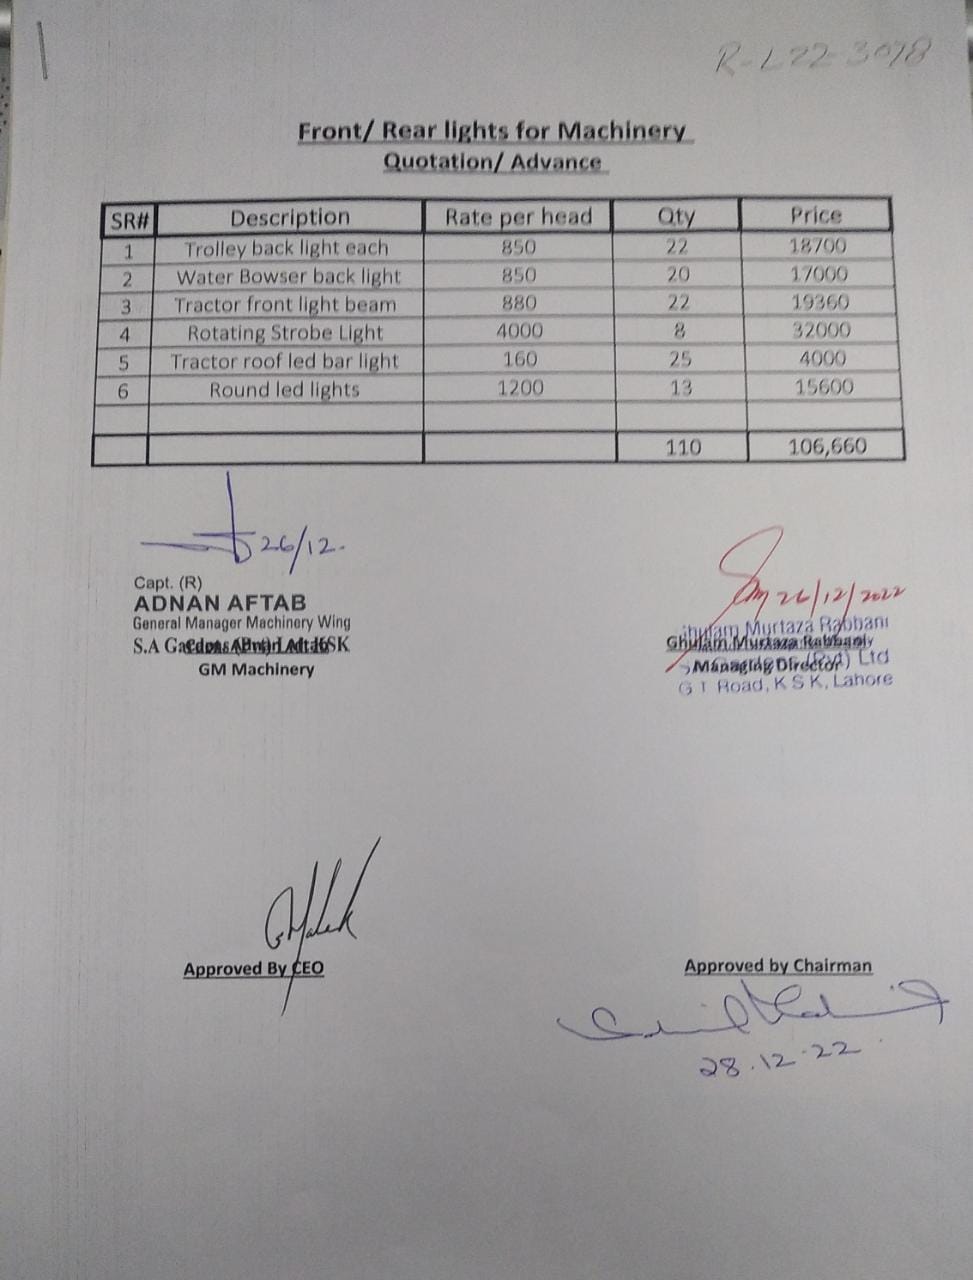 R-L22-3098
Front/ Rear lights for Machinery
Quotation/ Advance
SR# Description Rate per head Qty Price
1 Trolley back light each 850 22 18700
2 Water Bowser back light 850 20 17000
3 Tractor front light beam 880 22 19360
4 Rotating Strobe Light 4000 8 32000
5 Tractor roof led bar light 160 25 4000
6 Round led lights 1200 13 15600
110 106,660
26/12.
26/12/2022
Capt. (R)
ADNAN AFTAB
General Manager Machinery Wing
S.A Gardens (Pvt) Ltd KSK
Capt Adnan Aftab
GM Machinery
Ghulam Murtaza Rabbani
Ghulam Murtaza Rabbani
Managing Director
(Pvt) Ltd
G T Road, K S K, Lahore
Approved By CEO
Approved by Chairman
28.12.22